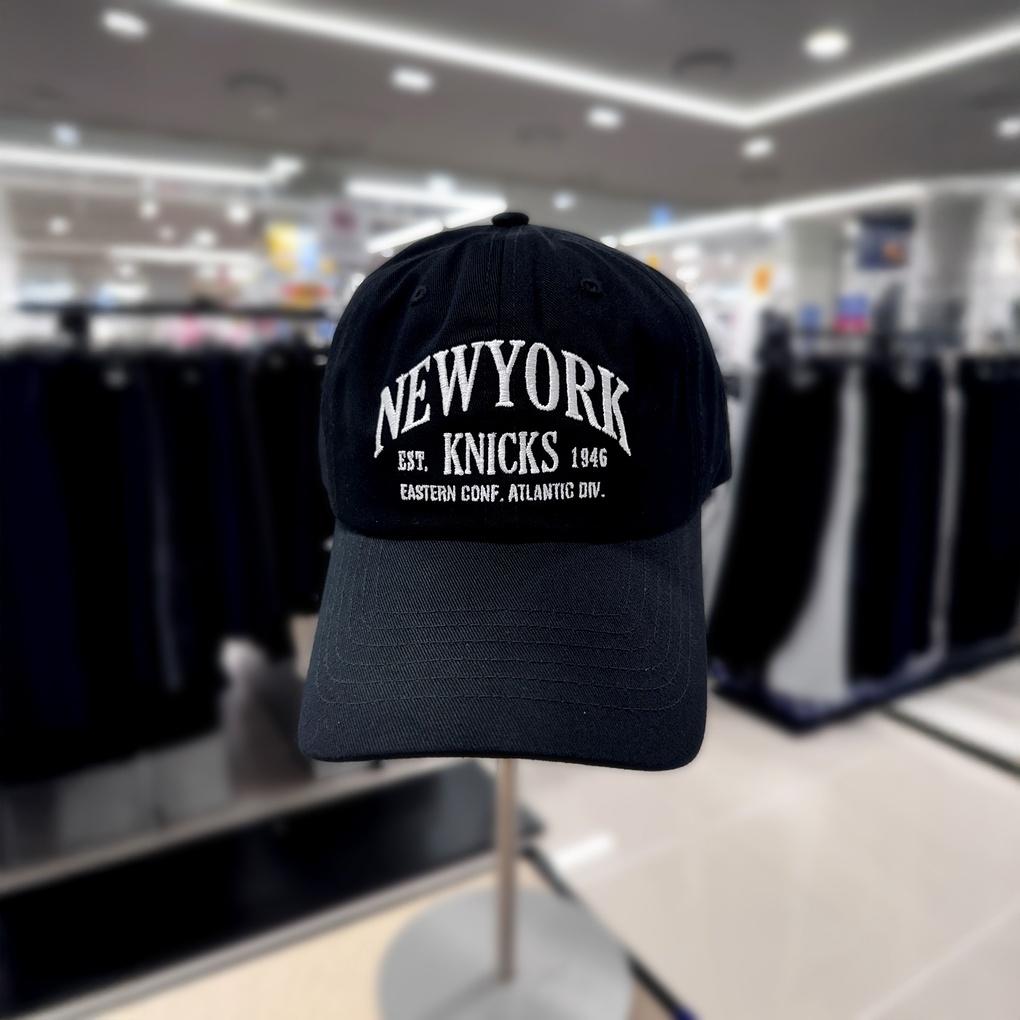 NEWYORK
EST. KNICKS 1946
EASTERN CONF. ATLANTIC DIV.